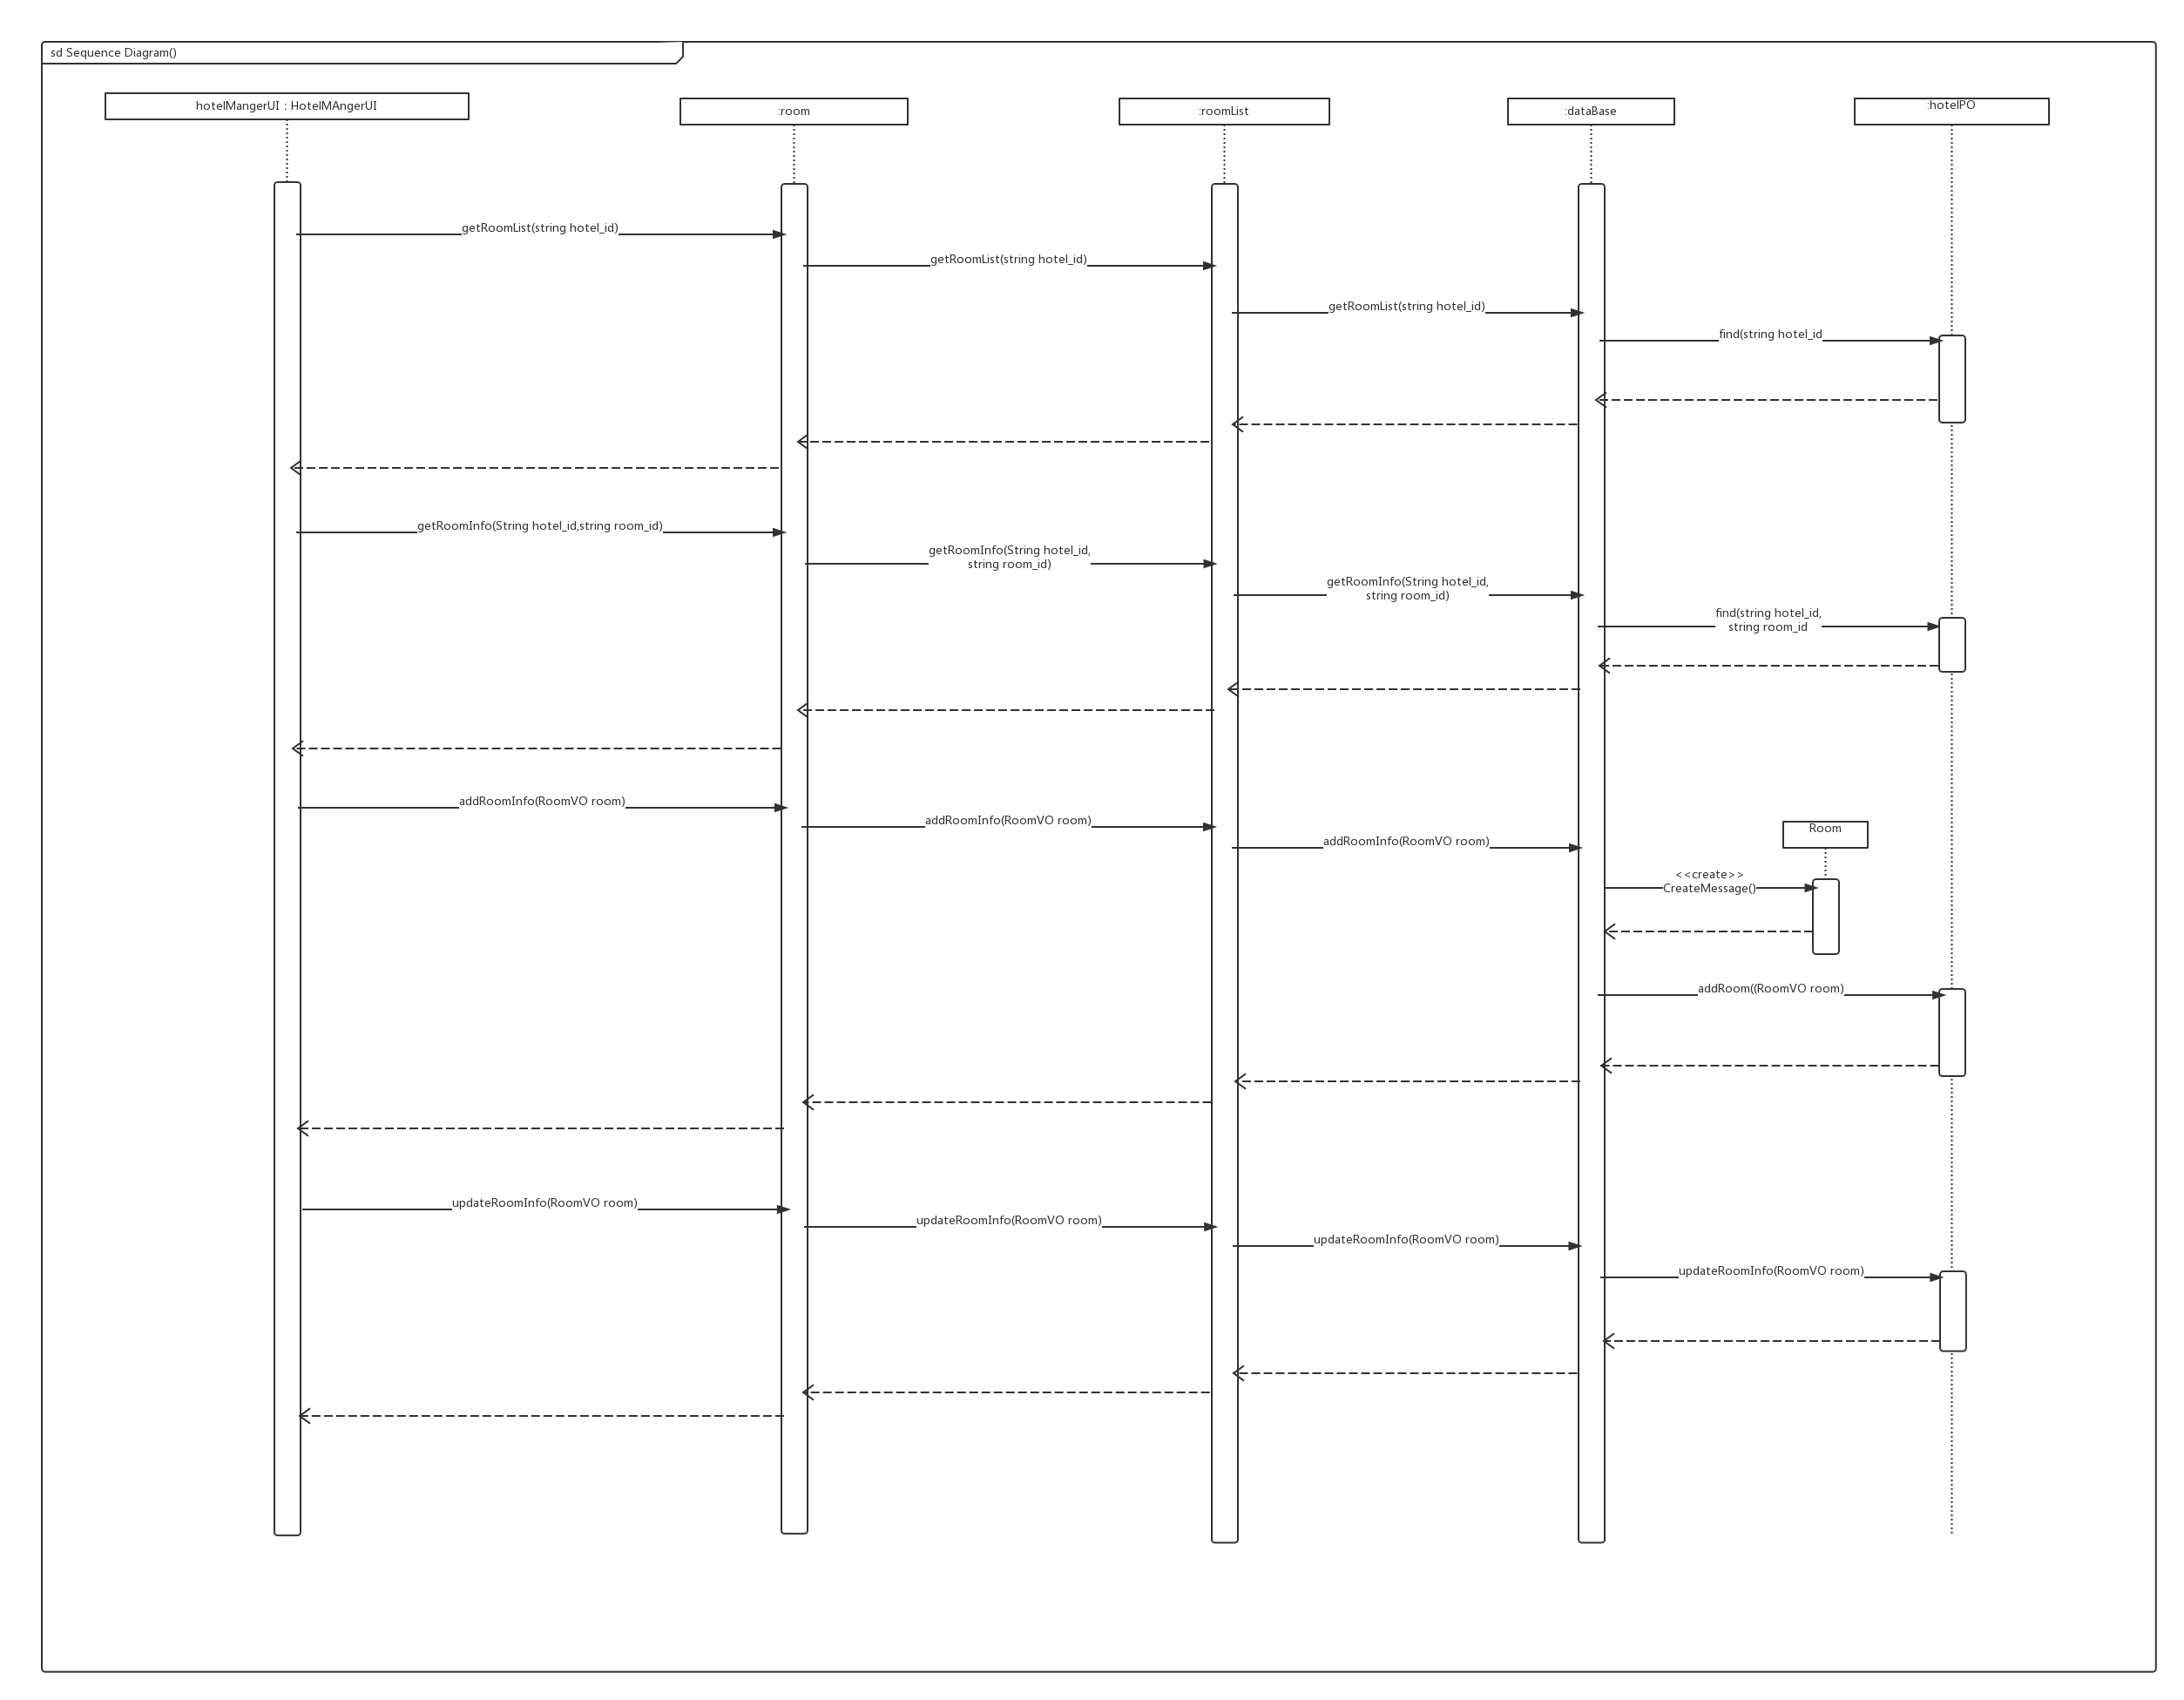 sd Sequence Diagram()
hotelMangerUI : HotelMAngerUI
:room
:roomList
:dataBase
:hotelPO
getRoomList(string hotel_id)
getRoomList(string hotel_id)
getRoomList(string hotel_id)
find(string hotel_id
getRoomInfo(String hotel_id,string room_id)
getRoomInfo(String hotel_id,
string room_id)
getRoomInfo(String hotel_id,
string room_id)
find(string hotel_id,
string room_id
addRoomInfo(RoomVO room)
addRoomInfo(RoomVO room)
addRoomInfo(RoomVO room)
Room
<<create>>
CreateMessage()
addRoom((RoomVO room)
updateRoomInfo(RoomVO room)
updateRoomInfo(RoomVO room)
updateRoomInfo(RoomVO room)
updateRoomInfo(RoomVO room)